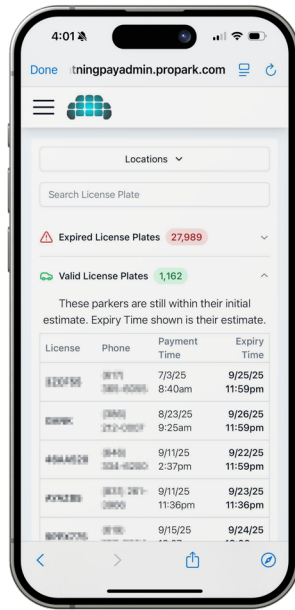 4:01
Done tningpayadmin.propark.com
Locations
Search License Plate
Expired License Plates 27,989
Valid License Plates 1,162
These parkers are still within their initial
estimate. Expiry Time shown is their estimate.
License Phone Payment Time Expiry Time
7/3/25 8:40am 9/25/25 11:59pm
8/23/25 9:25am 9/26/25 11:59pm
9/11/25 2:37pm 9/22/25 11:59pm
9/11/25 11:36pm 9/23/25 11:36pm
9/15/25 9/24/25